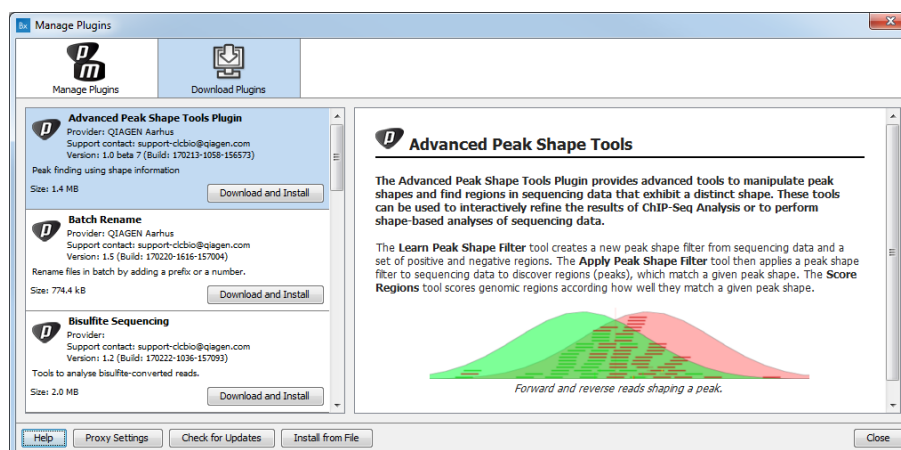 Bx Manage Plugins
Manage Plugins
Download Plugins
Advanced Peak Shape Tools Plugin
Provider: QIAGEN Aarhus
Support contact: support-clcbio@qiagen.com
Version: 1.0 beta 7 (Build: 170213-1058-156573)
Peak finding using shape information
Size: 1.4 MB
Download and Install
Batch Rename
Provider: QIAGEN Aarhus
Support contact: support-clcbio@qiagen.com
Version: 1.5 (Build: 170220-1616-157004)
Rename files in batch by adding a prefix or a number.
Size: 774.4 kB
Download and Install
Bisulfite Sequencing
Provider:
Support contact: support-clcbio@qiagen.com
Version: 1.2 (Build: 170222-1036-157093)
Tools to analyse bisulfite-converted reads.
Size: 2.0 MB
Download and Install
Advanced Peak Shape Tools
The Advanced Peak Shape Tools Plugin provides advanced tools to manipulate peak
shapes and find regions in sequencing data that exhibit a distinct shape. These tools
can be used to interactively refine the results of ChIP-Seq Analysis or to perform
shape-based analyses of sequencing data.
The Learn Peak Shape Filter tool creates a new peak shape filter from sequencing data and a
set of positive and negative regions. The Apply Peak Shape Filter tool then applies a peak shape
filter to sequencing data to discover regions (peaks), which match a given peak shape. The Score
Regions tool scores genomic regions according how well they match a given peak shape.
Forward and reverse reads shaping a peak.
Help
Proxy Settings
Check for Updates
Install from File
Close